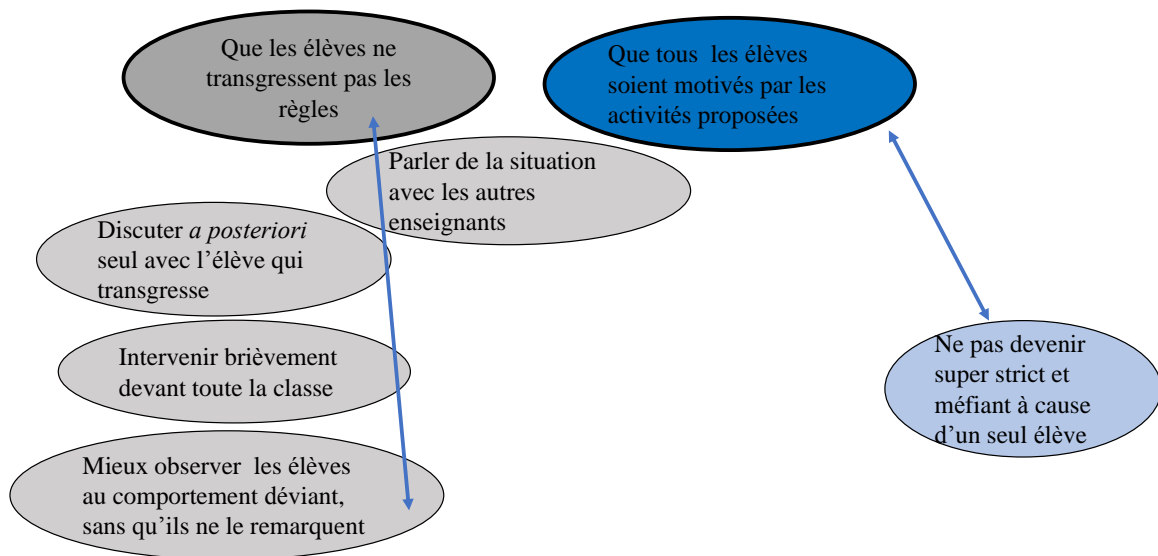 Que les élèves ne
transgressent pas les
règles
Que tous les élèves
soient motivés par les
activités proposées
Parler de la situation
avec les autres
enseignants
Discuter a posteriori
seul avec l’élève qui
transgresse
Intervenir brièvement
devant toute la classe
Ne pas devenir
super strict et
méfiant à cause
d’un seul élève
Mieux observer les élèves
au comportement déviant,
sans qu’ils ne le remarquent